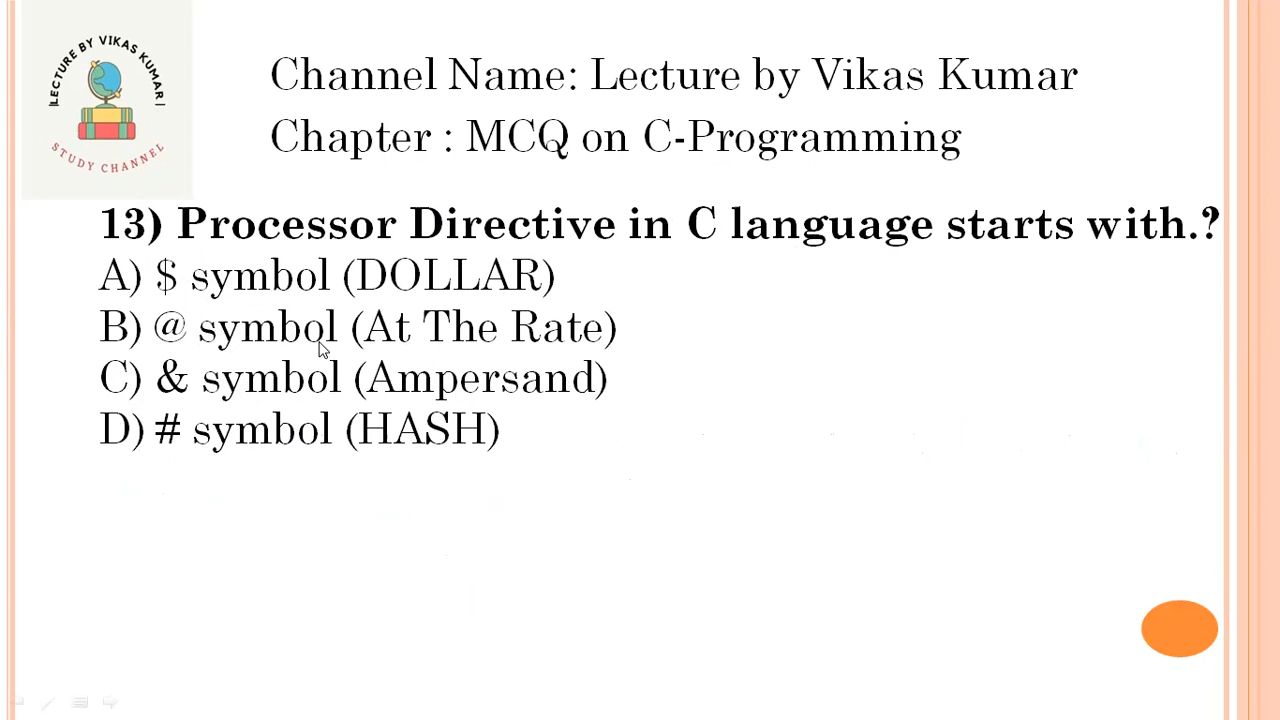 LECTURE BY VIKAS KUMAR
STUDY CHANNEL
Channel Name: Lecture by Vikas Kumar
Chapter : MCQ on C-Programming
13) Processor Directive in C language starts with.?
A) $ symbol (DOLLAR)
B) @ symbol (At The Rate)
C) & symbol (Ampersand)
D) # symbol (HASH)